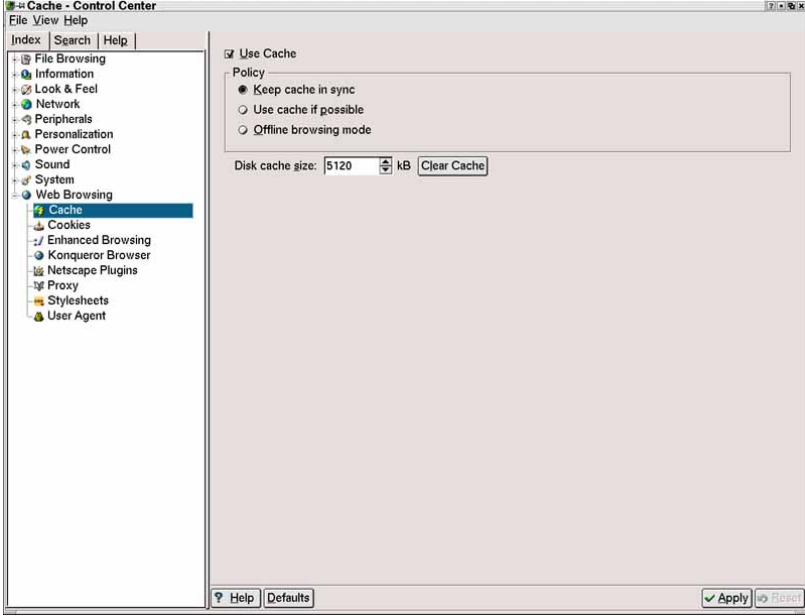 Cache - Control Center
File View Help
Index Search Help
File Browsing
Information
Look & Feel
Network
Peripherals
Personalization
Power Control
Sound
System
Web Browsing
Cache
Cookies
Enhanced Browsing
Konqueror Browser
Netscape Plugins
Proxy
Stylesheets
User Agent
Use Cache
Policy
Keep cache in sync
Use cache if possible
Offline browsing mode
Disk cache size: 5120 kB Clear Cache
? Help Defaults Apply Reset